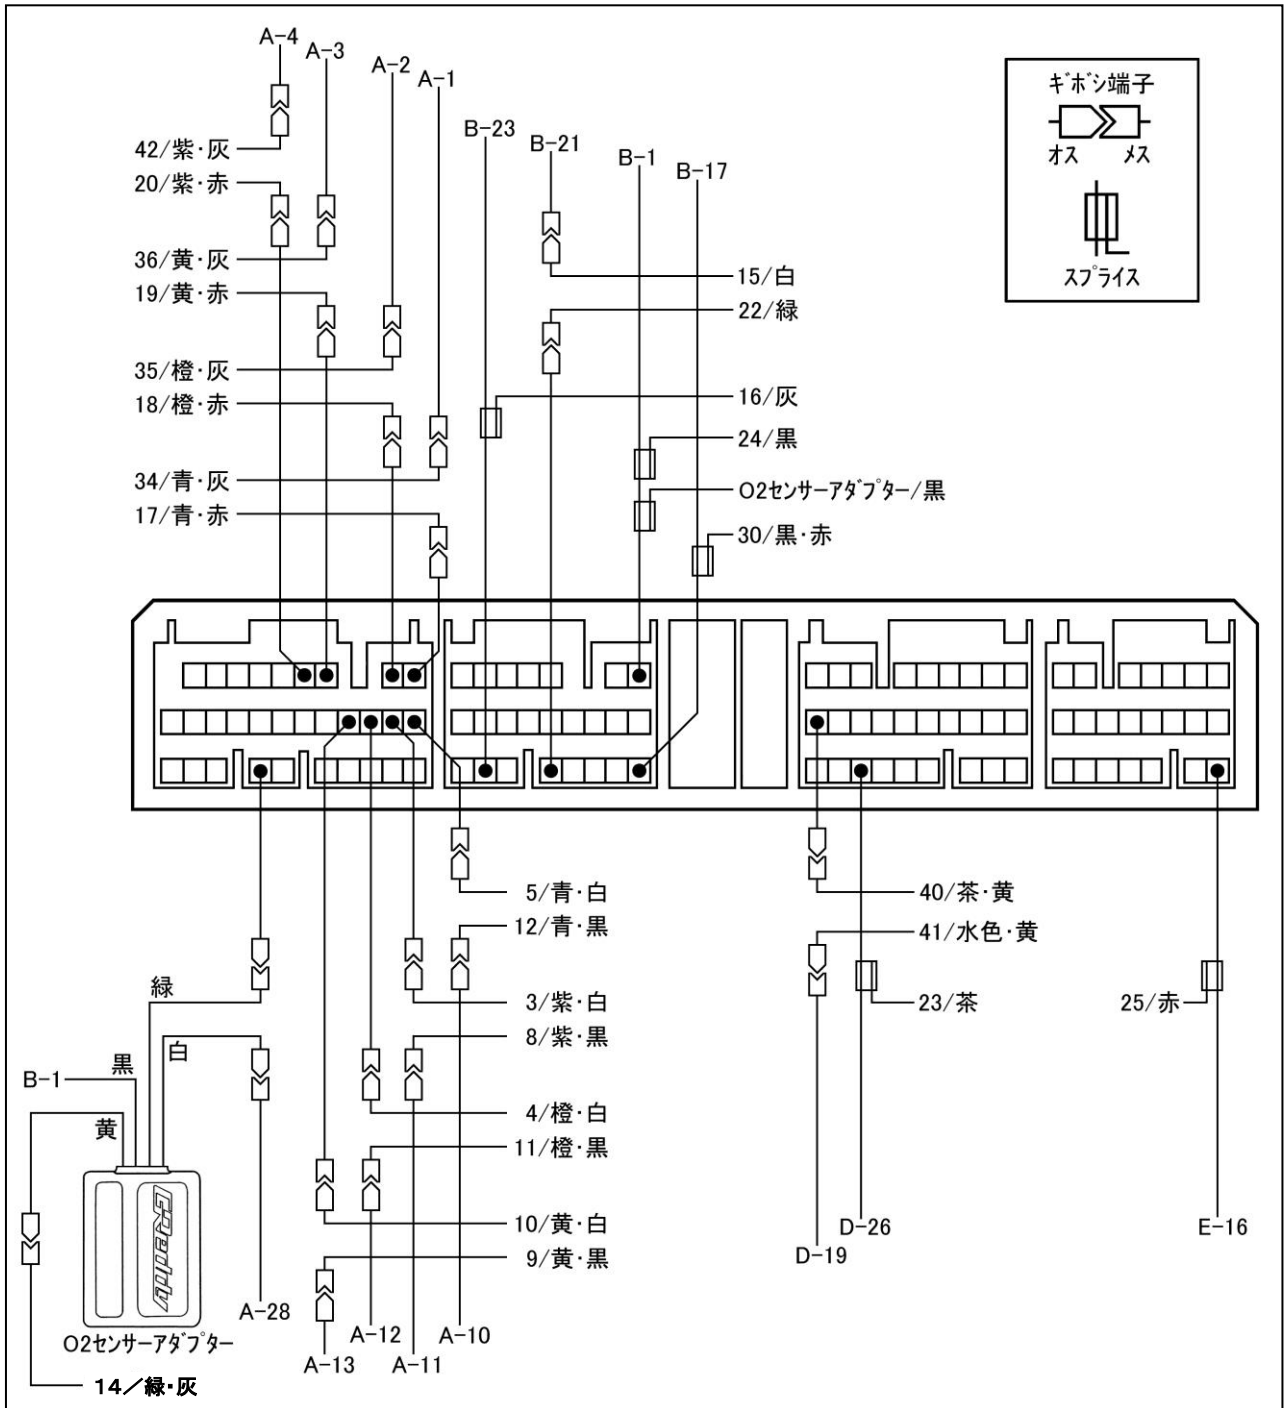 A-4
A-3
A-2
A-1
B-23
B-21
B-1
B-17
ギボシ端子
オス メス
スプライス
42/紫·灰
20/紫·赤
36/黄·灰
19/黄·赤
35/橙·灰
18/橙·赤
34/青·灰
17/青·赤
15/白
22/緑
16/灰
24/黒
O2センサーアダプター/黒
30/黒·赤
5/青·白
12/青·黒
3/紫·白
8/紫·黒
4/橙·白
11/橙·黒
10/黄·白
9/黄·黒
40/茶·黄
41/水色·黄
23/茶
25/赤
緑
白
黒
B-1
黄
GReddy
O2センサーアダプター
14／緑·灰
A-28
A-13
A-12
A-11
A-10
D-19
D-26
E-16